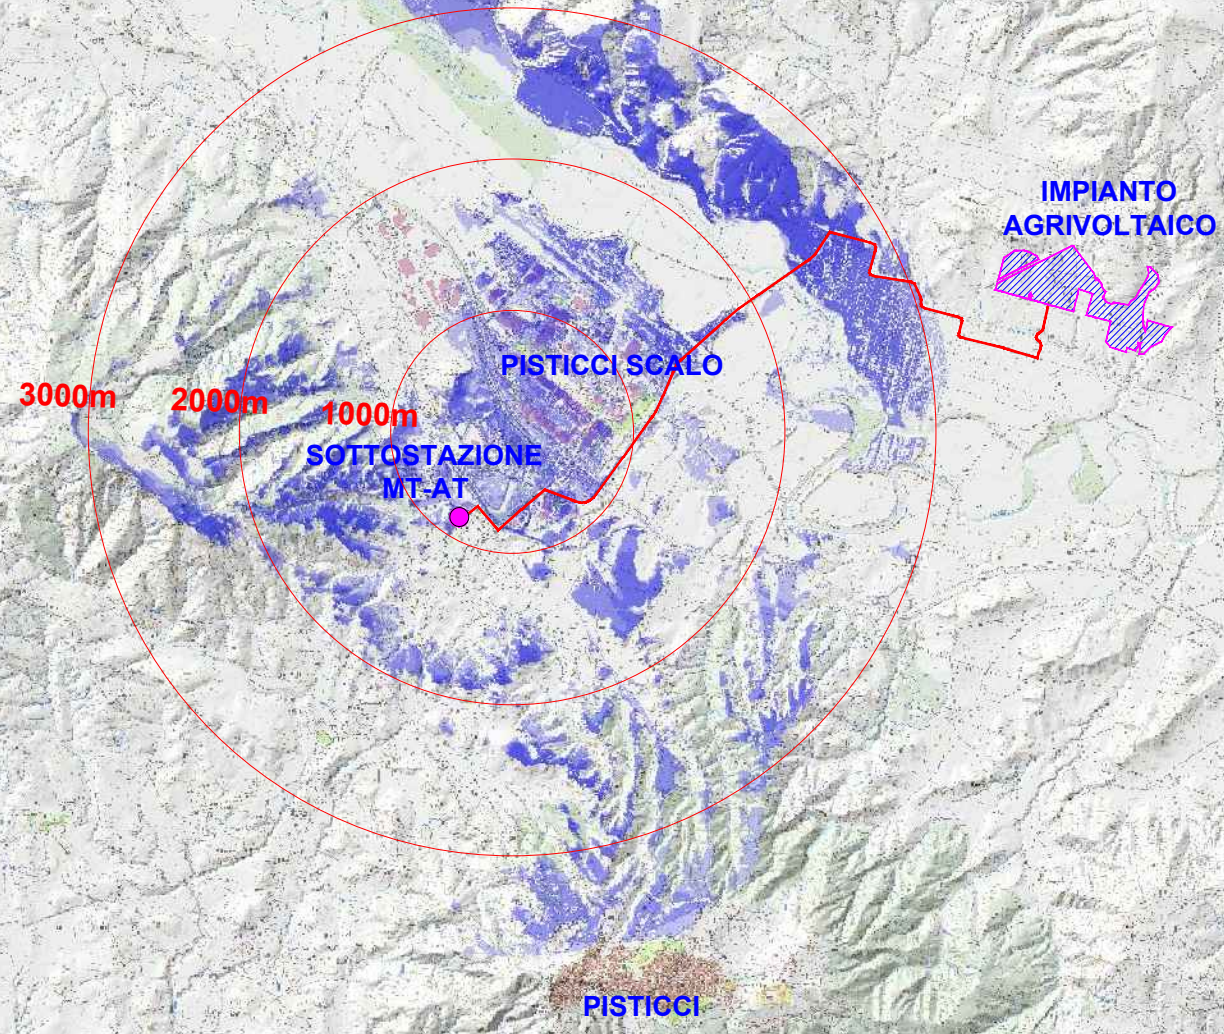 IMPIANTO
AGRIVOLTAICO
PISTICCI SCALO
3000m
2000m
1000m
SOTTOSTAZIONE
MT-AT
PISTICCI